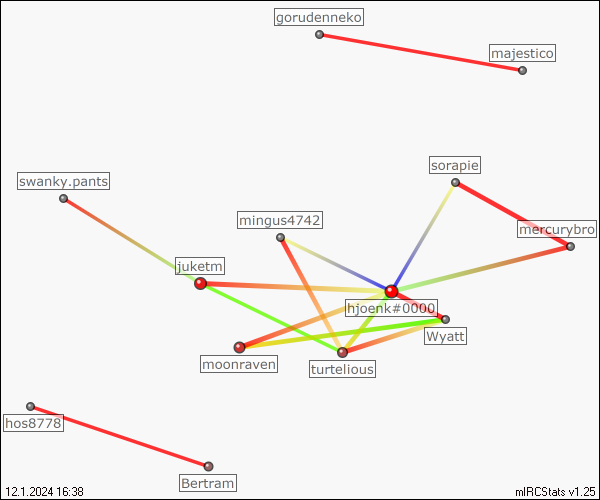 gorudenneko
majestico
sorapie
swanky.pants
mingus4742
mercurybro
juketm
hjoenk#0000
Wyatt
moonraven
turtelious
hos8778
Bertram
12.1.2024 16:38
mIRCStats v1.25